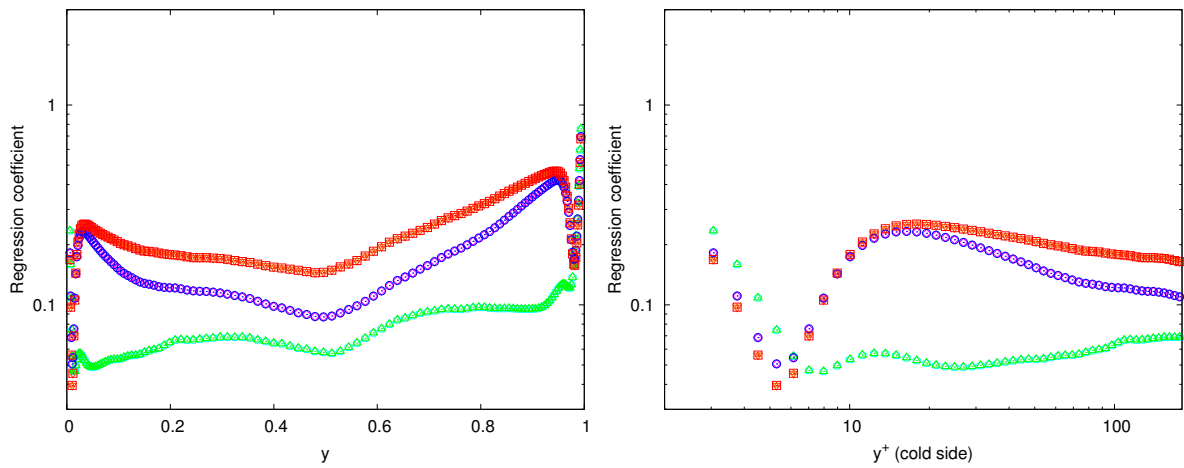 Regression coefficient
1
0.1
0 0.2 0.4 0.6 0.8 1
y
Regression coefficient
1
0.1
10 100
y+ (cold side)